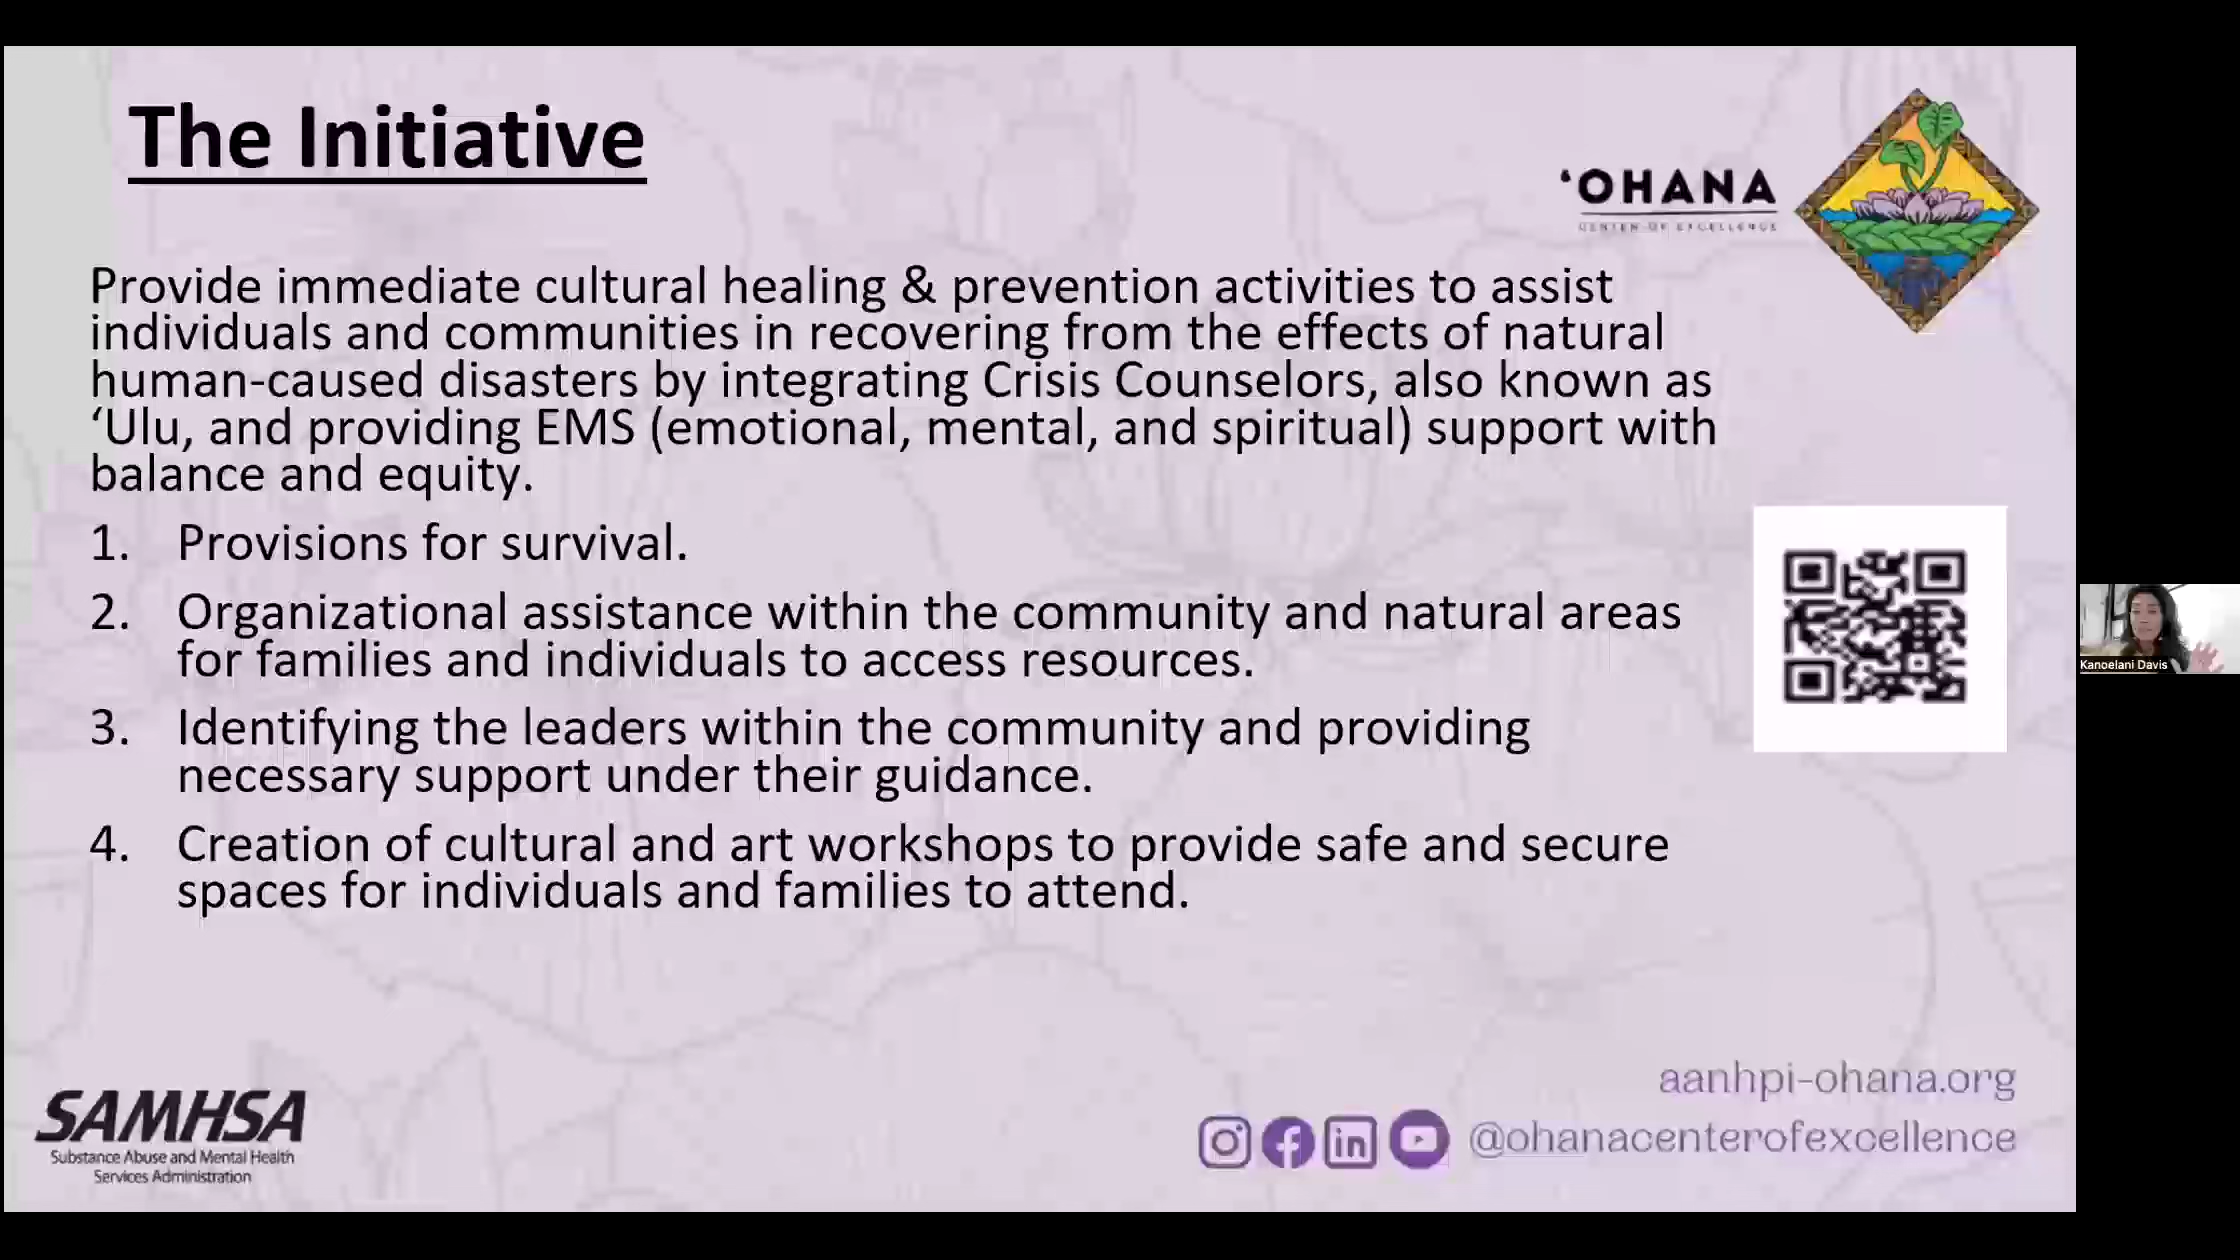 The Initiative
‘OHANA
CENTER OF EXCELLENCE
Provide immediate cultural healing & prevention activities to assist
individuals and communities in recovering from the effects of natural
human-caused disasters by integrating Crisis Counselors, also known as
‘Ulu, and providing EMS (emotional, mental, and spiritual) support with
balance and equity.
1. Provisions for survival.
2. Organizational assistance within the community and natural areas
for families and individuals to access resources.
3. Identifying the leaders within the community and providing
necessary support under their guidance.
4. Creation of cultural and art workshops to provide safe and secure
spaces for individuals and families to attend.
Kanoelani Davis
SAMHSA
Substance Abuse and Mental Health
Services Administration
aanhpi-ohana.org
@ohanacenterofexcellence